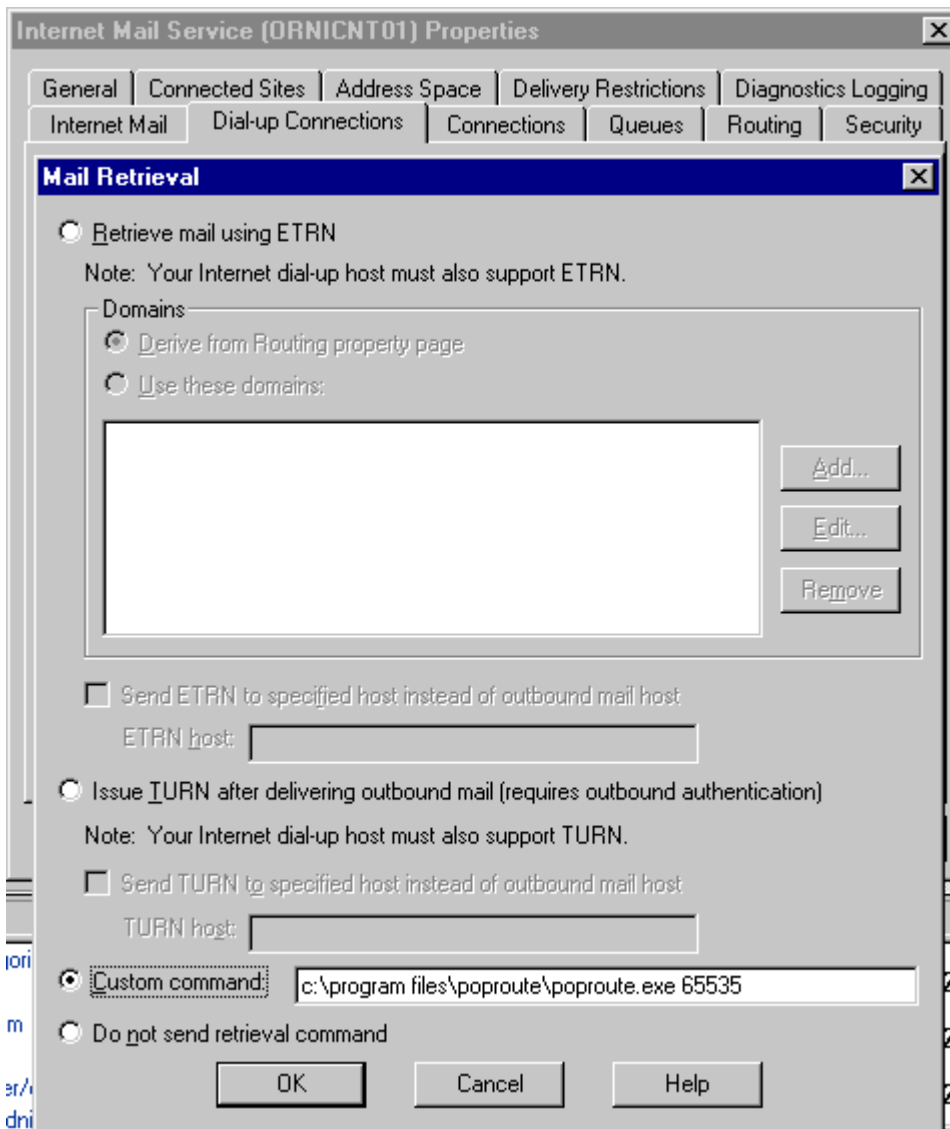 Internet Mail Service (ORNICNT01) Properties
General Connected Sites Address Space Delivery Restrictions Diagnostics Logging
Internet Mail Dial-up Connections Connections Queues Routing Security
Mail Retrieval
Retrieve mail using ETRN
Note: Your Internet dial-up host must also support ETRN.
Domains
Derive from Routing property page
Use these domains:
Add...
Edit...
Remove
Send ETRN to specified host instead of outbound mail host
ETRN host:
Issue TURN after delivering outbound mail (requires outbound authentication)
Note: Your Internet dial-up host must also support TURN.
Send TURN to specified host instead of outbound mail host
TURN host:
Custom command: c:\program files\poproute\poproute.exe 65535
Do not send retrieval command
OK Cancel Help